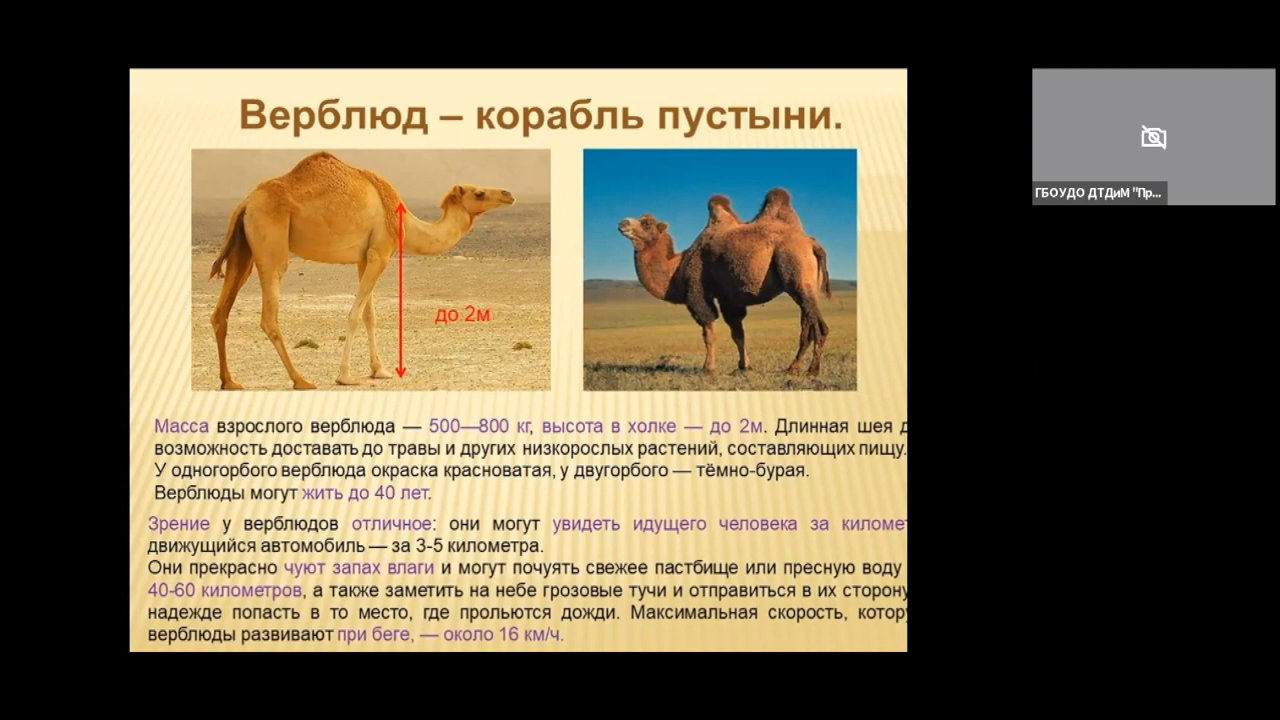 Верблюд – корабль пустыни.
до 2м
ГБОУДО ДТДиМ "Пр...
Масса взрослого верблюда — 500—800 кг, высота в холке — до 2м. Длинная шея
возможность доставать до травы и других низкорослых растений, составляющих пищу.
У одногорбого верблюда окраска красноватая, у двугорбого — тёмно-бурая.
Верблюды могут жить до 40 лет.
Зрение у верблюдов отличное: они могут увидеть идущего человека за километ
движущийся автомобиль — за 3-5 километра.
Они прекрасно чуют запах влаги и могут почуять свежее пастбище или пресную воду
40-60 километров, а также заметить на небе грозовые тучи и отправиться в их сторону
надежде попасть в то место, где прольются дожди. Максимальная скорость, котор
верблюды развивают при беге, — около 16 км/ч.